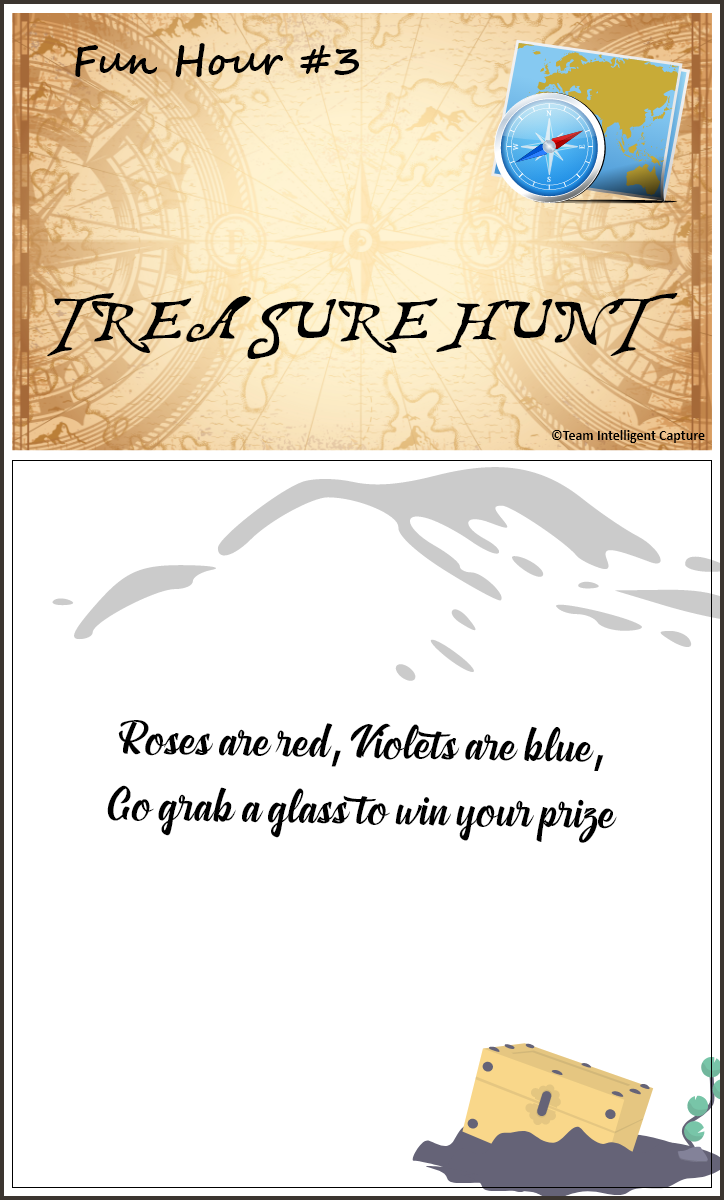 Fun Hour #3
N
E
S
W
E
W
TREASURE HUNT
©Team Intelligent Capture
Roses are red, Violets are blue,
Go grab a glass to win your prize